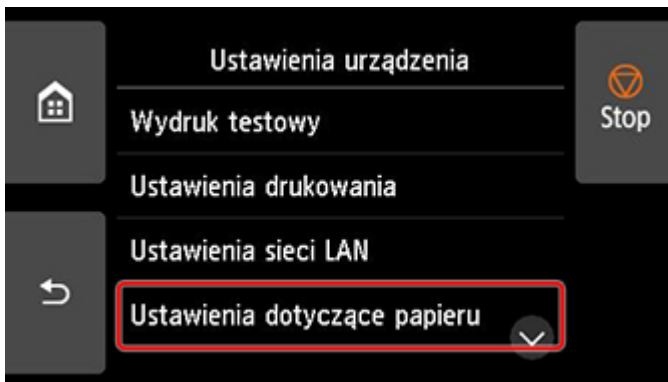 Ustawienia urządzenia
Stop
Wydruk testowy
Ustawienia drukowania
Ustawienia sieci LAN
Ustawienia dotyczące papieru